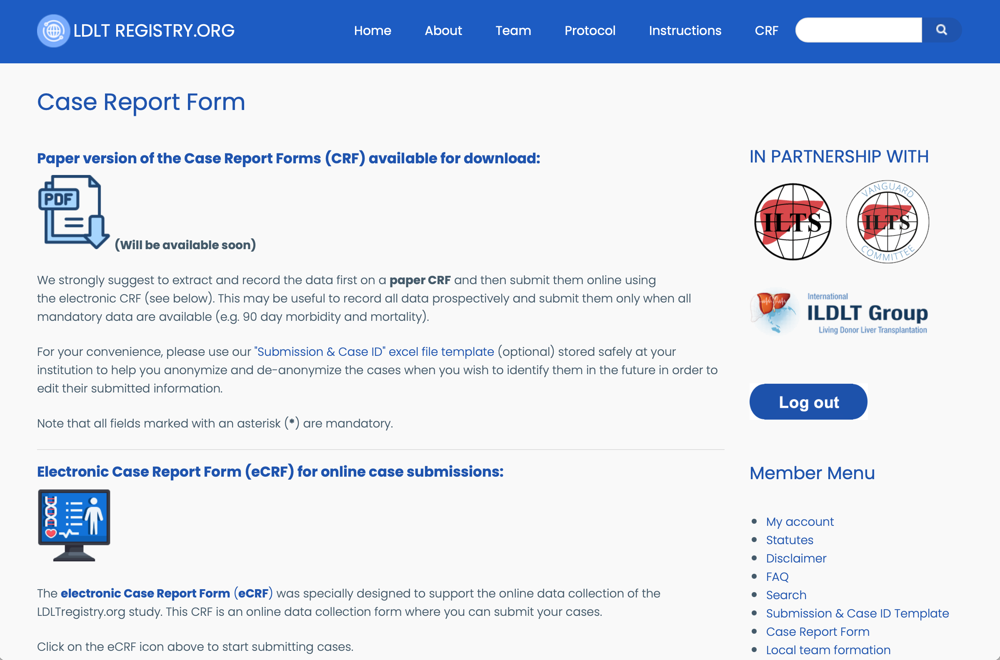 LDLT REGISTRY.ORG
Home
About
Team
Protocol
Instructions
CRF
Case Report Form
Paper version of the Case Report Forms (CRF) available for download:
PDF
(Will be available soon)
We strongly suggest to extract and record the data first on a paper CRF and then submit them online using
the electronic CRF (see below). This may be useful to record all data prospectively and submit them only when all
mandatory data are available (e.g. 90 day morbidity and mortality).
For your convenience, please use our "Submission & Case ID" excel file template (optional) stored safely at your
institution to help you anonymize and de-anonymize the cases when you wish to identify them in the future in order to
edit their submitted information.
Note that all fields marked with an asterisk (*) are mandatory.
Electronic Case Report Form (eCRF) for online case submissions:
The electronic Case Report Form (eCRF) was specially designed to support the online data collection of the
LDLTregistry.org study. This CRF is an online data collection form where you can submit your cases.
Click on the eCRF icon above to start submitting cases.
IN PARTNERSHIP WITH
ILTS
VANGUARD
ILTS
COMMITTEE
International
ILDLT Group
Living Donor Liver Transplantation
Log out
Member Menu
My account
Statutes
Disclaimer
FAQ
Search
Submission & Case ID Template
Case Report Form
Local team formation